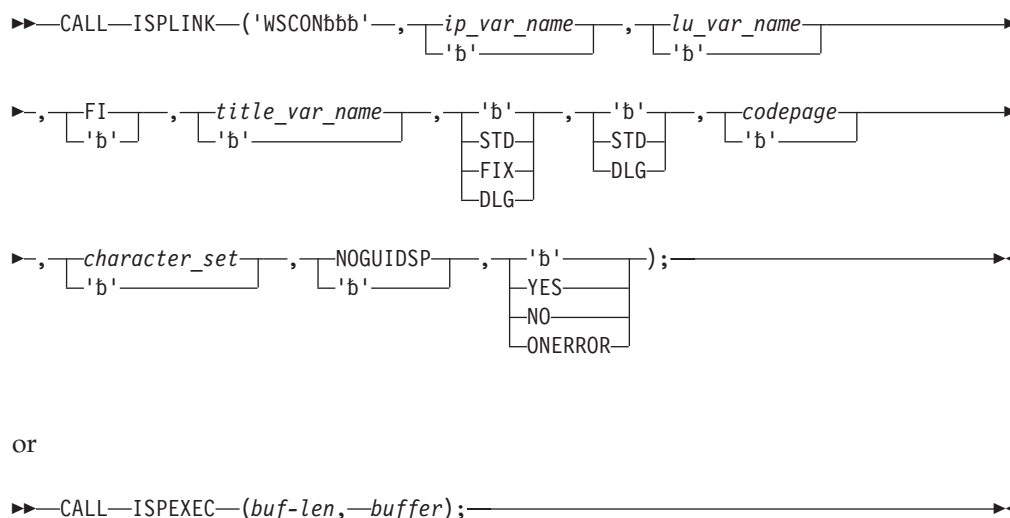 CALL ISPLINK ('WSCONƀƀƀ' , ip_var_name , lu_var_name
'ƀ' 'ƀ'
, FI , title_var_name , 'ƀ' , 'ƀ' , codepage
'ƀ' 'ƀ' STD STD 'ƀ'
FIX DLG
DLG
, character_set , NOGUIDSP , 'ƀ' );
'ƀ' 'ƀ' YES
NO
ONERROR
or
CALL ISPEXEC (buf-len, buffer);